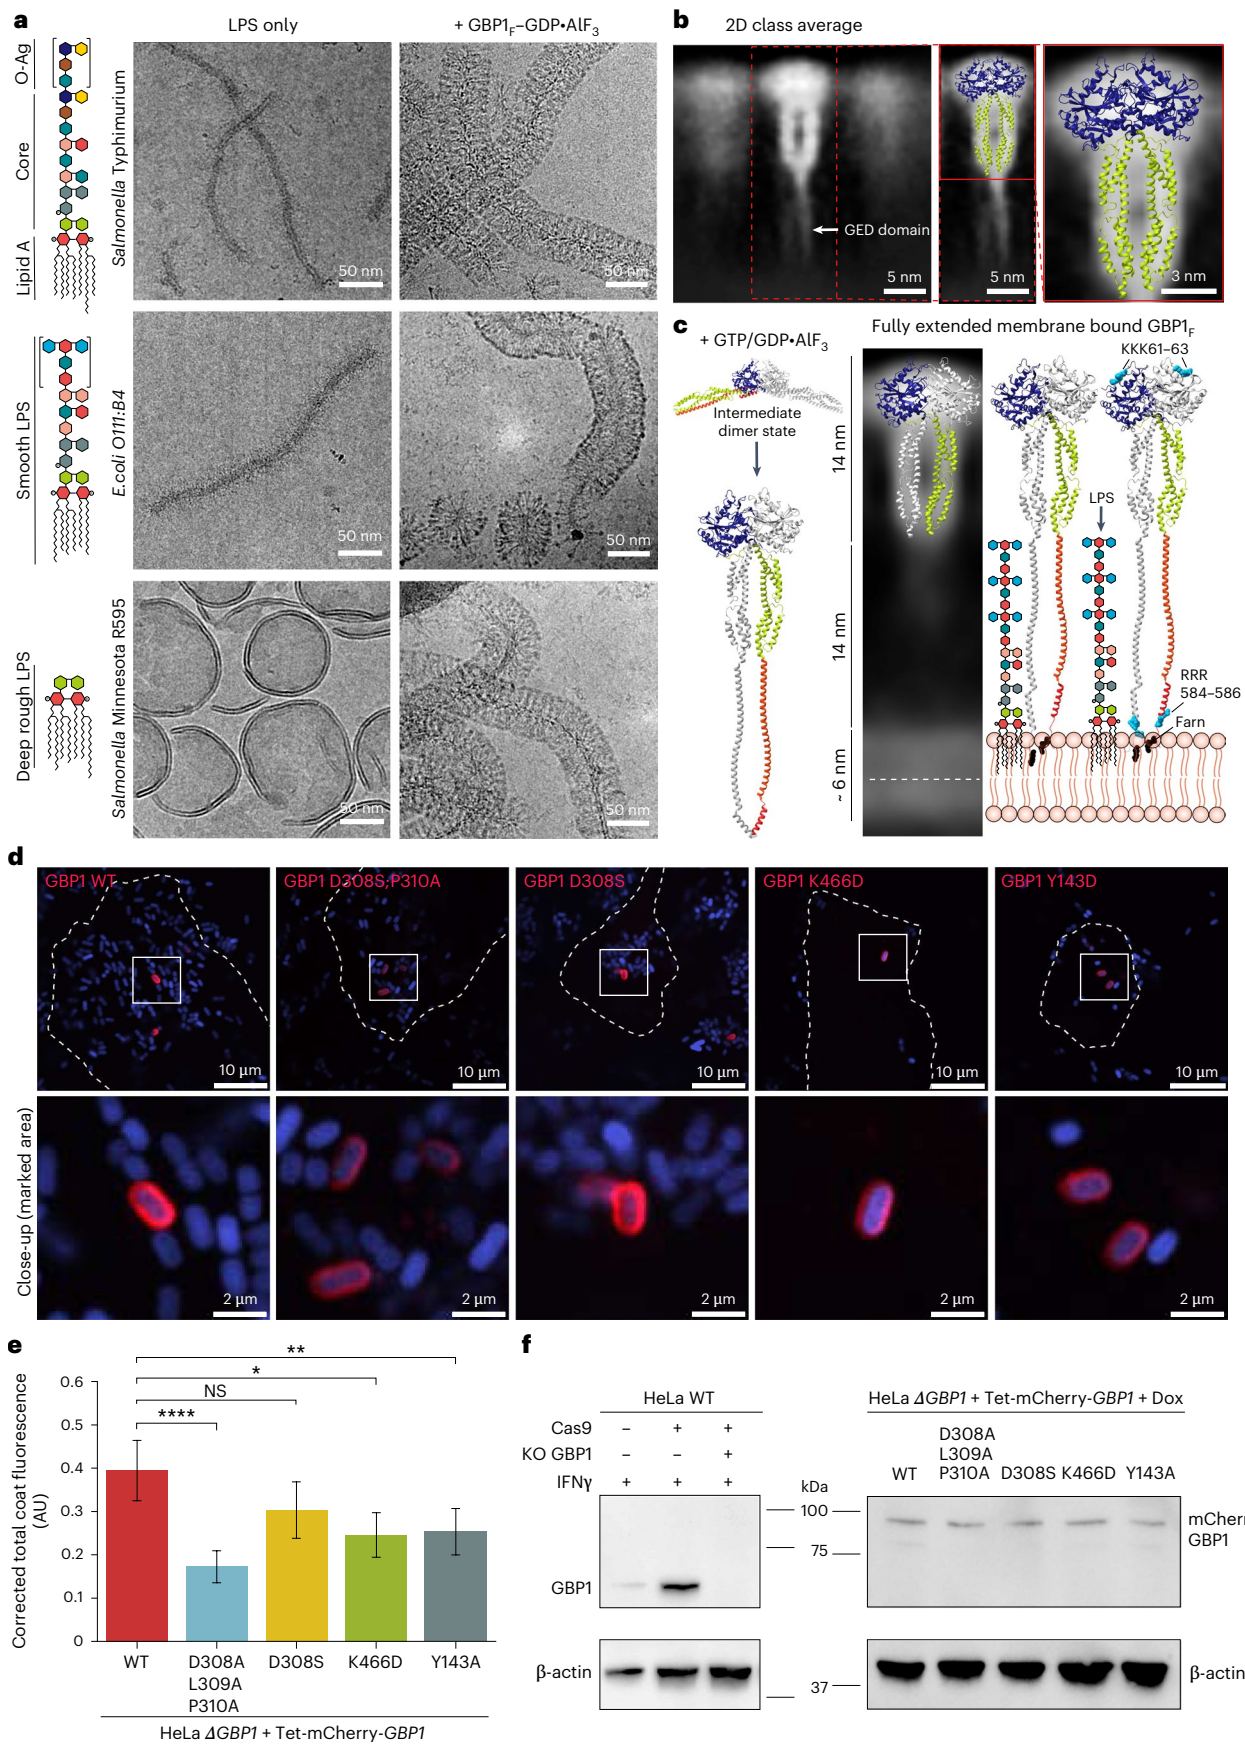 a
LPS only
+ GBP1F–GDP•AlF3
O-Ag
Core
Lipid A
Salmonella Typhimurium
50 nm
50 nm
Smooth LPS
E.coli O111:B4
50 nm
50 nm
Deep rough LPS
Salmonella Minnesota R595
50 nm
50 nm
b
2D class average
GED domain
5 nm
5 nm
3 nm
c
+ GTP/GDP•AlF3
Intermediate
dimer state
Fully extended membrane bound GBP1F
KKK61–63
14 nm
14 nm
~ 6 nm
LPS
RRR
584–586
Farn
d
GBP1 WT
GBP1 D308S;P310A
GBP1 D308S
GBP1 K466D
GBP1 Y143D
10 µm
10 µm
10 µm
10 µm
10 µm
Close-up (marked area)
2 µm
2 µm
2 µm
2 µm
2 µm
e
Corrected total coat fluorescence
(AU)
0.6
0.5
0.4
0.3
0.2
0.1
0
**
*
NS
****
WT
D308A
L309A
P310A
D308S
K466D
Y143A
HeLa ΔGBP1 + Tet-mCherry-GBP1
f
HeLa WT
Cas9 – + +
KO GBP1 – – +
IFNγ + + +
GBP1
β-actin
kDa
100
75
37
HeLa ΔGBP1 + Tet-mCherry-GBP1 + Dox
WT
D308A
L309A
P310A
D308S
K466D
Y143A
mCher
GBP1
β-actin